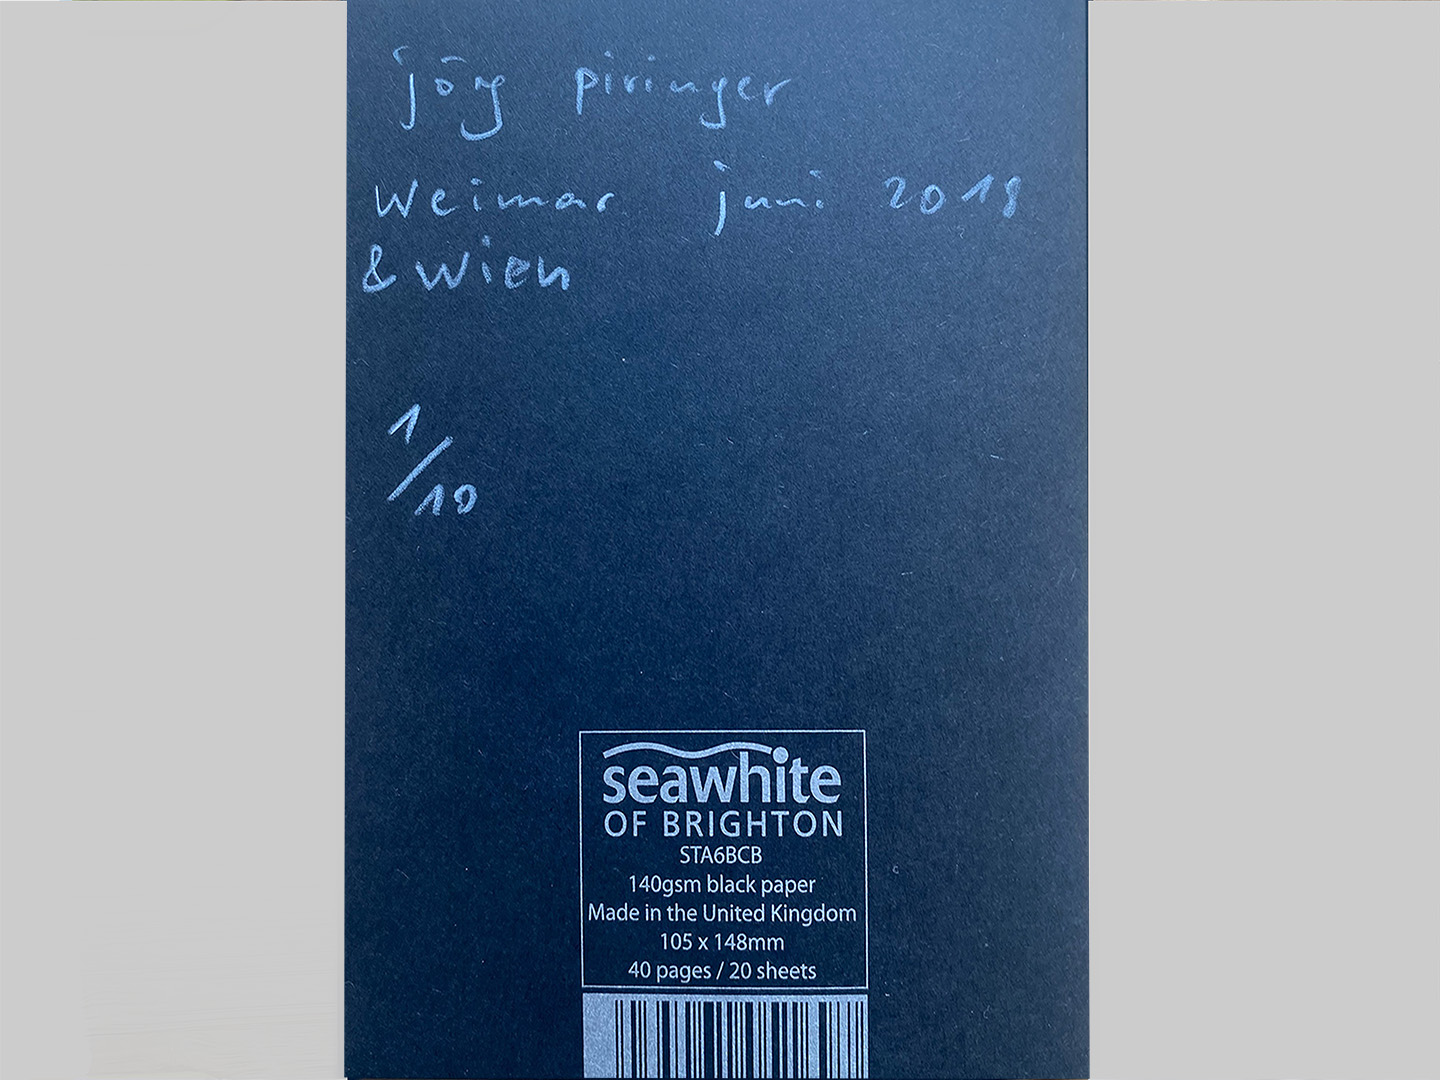 jörg piringer
weimar juni 2018
& wien
1/10
seawhite
OF BRIGHTON
STA6BCB
140gsm black paper
Made in the United Kingdom
105 x 148mm
40 pages / 20 sheets